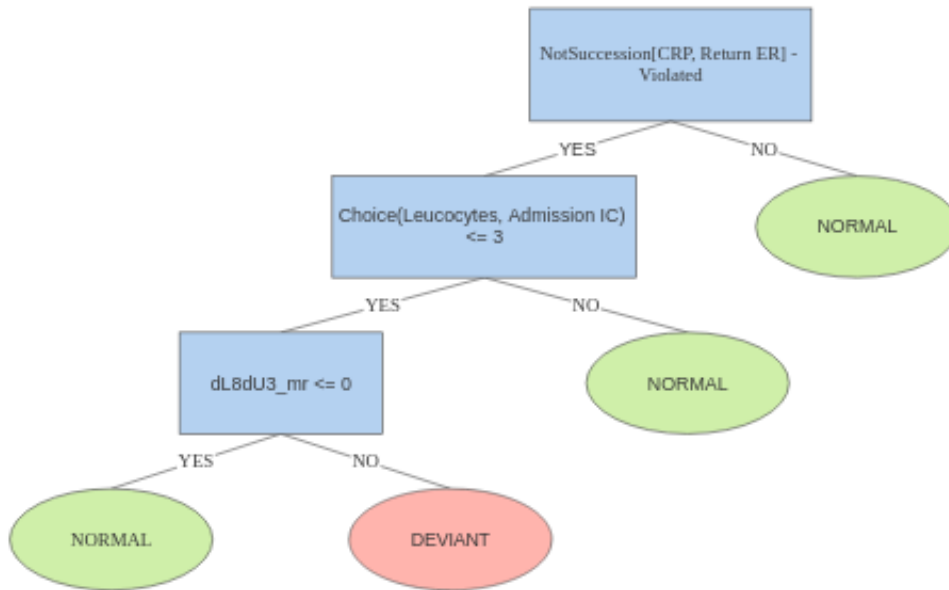 NotSuccession[CRP, Return ER] -
Violated
YES
NO
Choice(Leucocytes, Admission IC)
<= 3
NORMAL
YES
NO
dL8dU3_mr <= 0
NORMAL
YES
NO
NORMAL
DEVIANT